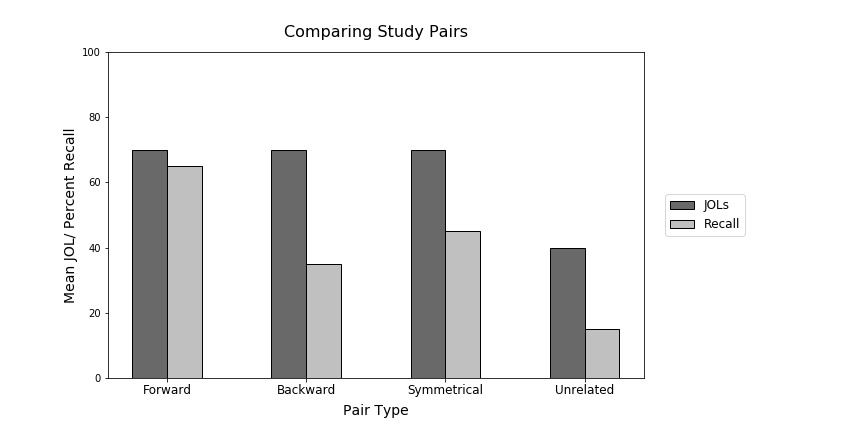 Comparing Study Pairs
Mean JOL/ Percent Recall
100
80
60
40
20
0
Forward
Backward
Symmetrical
Unrelated
Pair Type
JOLs
Recall